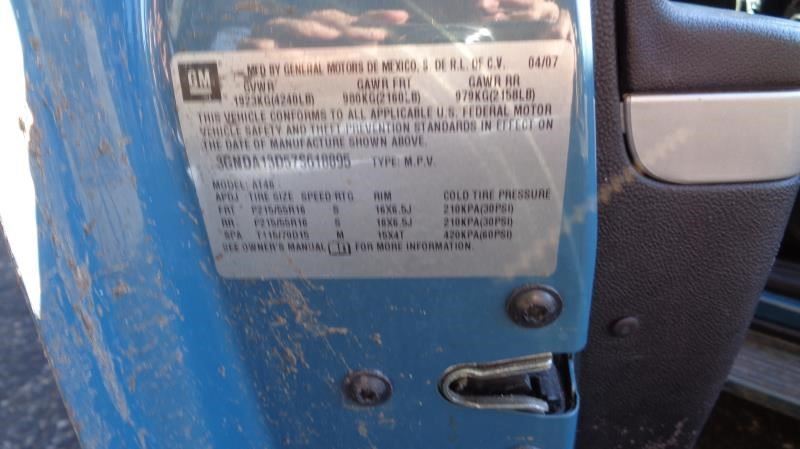 GM
MFD BY GENERAL MOTORS DE MEXICO, S DE R.L. OF C.V. 04/07
GVWR GAWR FRT GAWR RR
1923KG(4240LB) 980KG(2160LB) 979KG(2158LB)
THIS VEHICLE CONFORMS TO ALL APPLICABLE U.S. FEDERAL MOTOR
VEHICLE SAFETY AND THEFT PREVENTION STANDARDS IN EFFECT ON
THE DATE OF MANUFACTURE SHOWN ABOVE.
TYPE: M.P.V.
MODEL: AT46
APDJ TIRE SIZE SPEED RTG RIM COLD TIRE PRESSURE
FRT P215/55R16 S 16X6.5J 210KPA(30PSI)
RR P215/55R16 S 16X6.5J 210KPA(30PSI)
SPA T115/70D15 M 15X4T 420KPA(60PSI)
SEE OWNER'S MANUAL FOR MORE INFORMATION.